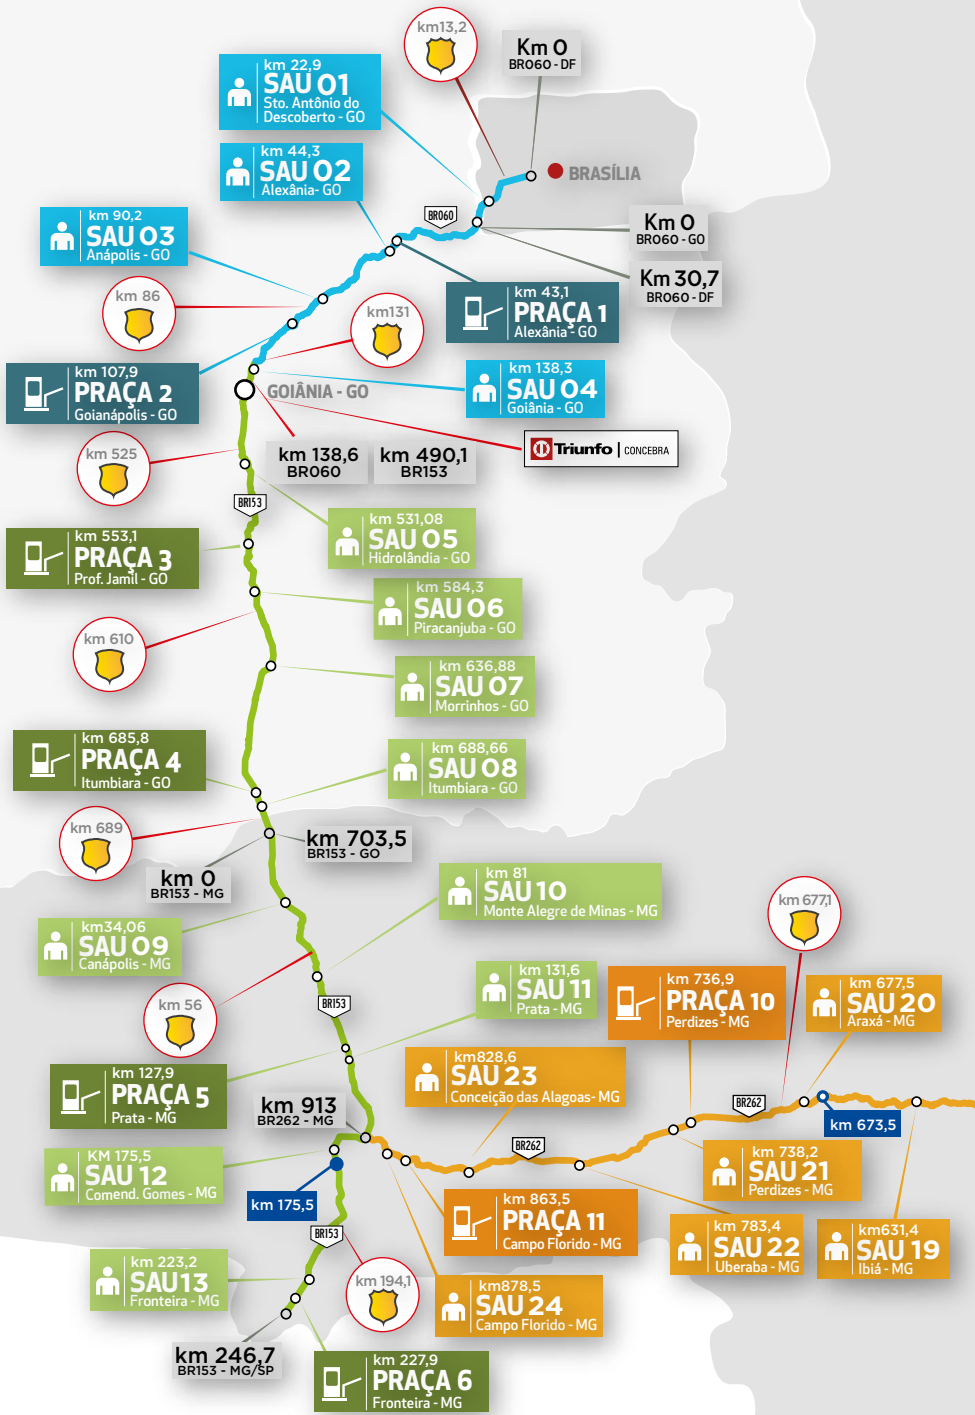 km13,2
Km 0
BR060 - DF
km 22,9
SAU 01
Sto. Antônio do
Descoberto - GO
km 44,3
SAU 02
Alexânia- GO
BRASÍLIA
BR060
km 90,2
SAU 03
Anápolis - GO
Km 0
BR060 - GO
Km 30,7
BR060 - DF
km 86
km131
km 43,1
PRAÇA 1
Alexânia - GO
km 107,9
PRAÇA 2
Goianápolis - GO
km 138,3
SAU 04
Goiânia - GO
GOIÂNIA - GO
km 138,6
BR060
km 490,1
BR153
Triunfo | CONCEBRA
km 525
BR153
km 531,08
SAU 05
Hidrolândia - GO
km 553,1
PRAÇA 3
Prof. Jamil - GO
km 584,3
SAU 06
Piracanjuba - GO
km 610
km 636,88
SAU 07
Morrinhos - GO
km 685,8
PRAÇA 4
Itumbiara - GO
km 688,66
SAU 08
Itumbiara - GO
km 689
km 703,5
BR153 - GO
km 0
BR153 - MG
km 81
SAU 10
Monte Alegre de Minas - MG
km34,06
SAU 09
Canápolis - MG
km 677,1
km 56
BR153
km 131,6
SAU 11
Prata - MG
km 736,9
PRAÇA 10
Perdizes - MG
km 677,5
SAU 20
Araxá - MG
km 127,9
PRAÇA 5
Prata - MG
km828,6
SAU 23
Conceição das Alagoas- MG
km 913
BR262 - MG
BR262
km 673,5
BR262
KM 175,5
SAU 12
Comend. Gomes - MG
km 738,2
SAU 21
Perdizes - MG
km 175,5
km 863,5
PRAÇA 11
Campo Florido - MG
km 783,4
SAU 22
Uberaba - MG
km631,4
SAU 19
Ibiá - MG
BR153
km 223,2
SAU13
Fronteira - MG
km 194,1
km878,5
SAU 24
Campo Florido - MG
km 246,7
BR153 - MG/SP
km 227,9
PRAÇA 6
Fronteira - MG